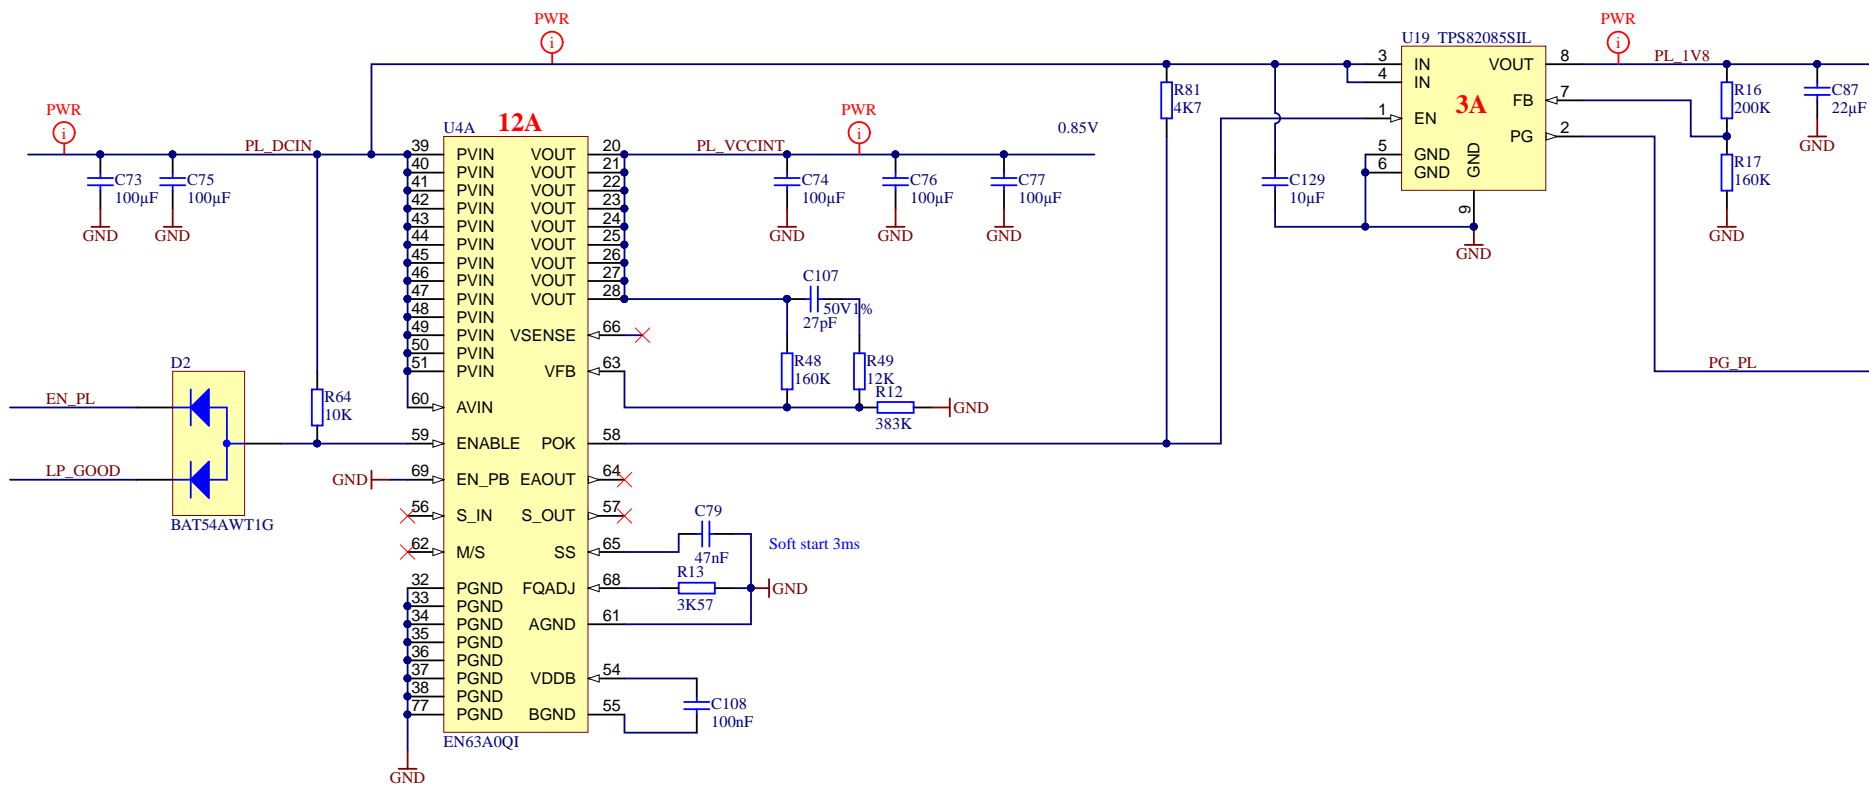 PWR
i
PWR
i
PWR
i
PWR
i
PL_DCIN
C73
100µF
GND
C75
100µF
GND
D2
EN_PL
LP_GOOD
BAT54AWT1G
R64
10K
GND
U4A
12A
39 PVIN VOUT 20
40 PVIN VOUT 21
41 PVIN VOUT 22
42 PVIN VOUT 23
43 PVIN VOUT 24
44 PVIN VOUT 25
45 PVIN VOUT 26
46 PVIN VOUT 27
47 PVIN VOUT 28
48 PVIN
49 PVIN VSENSE 66
50 PVIN
51 PVIN VFB 63
60 AVIN
59 ENABLE POK 58
69 EN_PB EAOUT 64
56 S_IN S_OUT 57
62 M/S SS 65
32 PGND FQADJ 68
33 PGND
34 PGND AGND 61
35 PGND
36 PGND
37 PGND VDDB 54
38 PGND
77 PGND BGND 55
EN63A0QI
GND
PL_VCCINT
0.85V
C74
100µF
GND
C76
100µF
GND
C77
100µF
GND
C107
50V1%
27pF
R48
160K
R49
12K
R12
383K
GND
C79
47nF
Soft start 3ms
R13
3K57
GND
C108
100nF
R81
4K7
C129
10µF
U19 TPS82085SIL
3A
3 IN VOUT 8
4 IN
FB 7
1 EN
PG 2
5 GND
6 GND
GND 9
GND
PL_1V8
R16
200K
R17
160K
GND
C87
22µF
GND
PG_PL